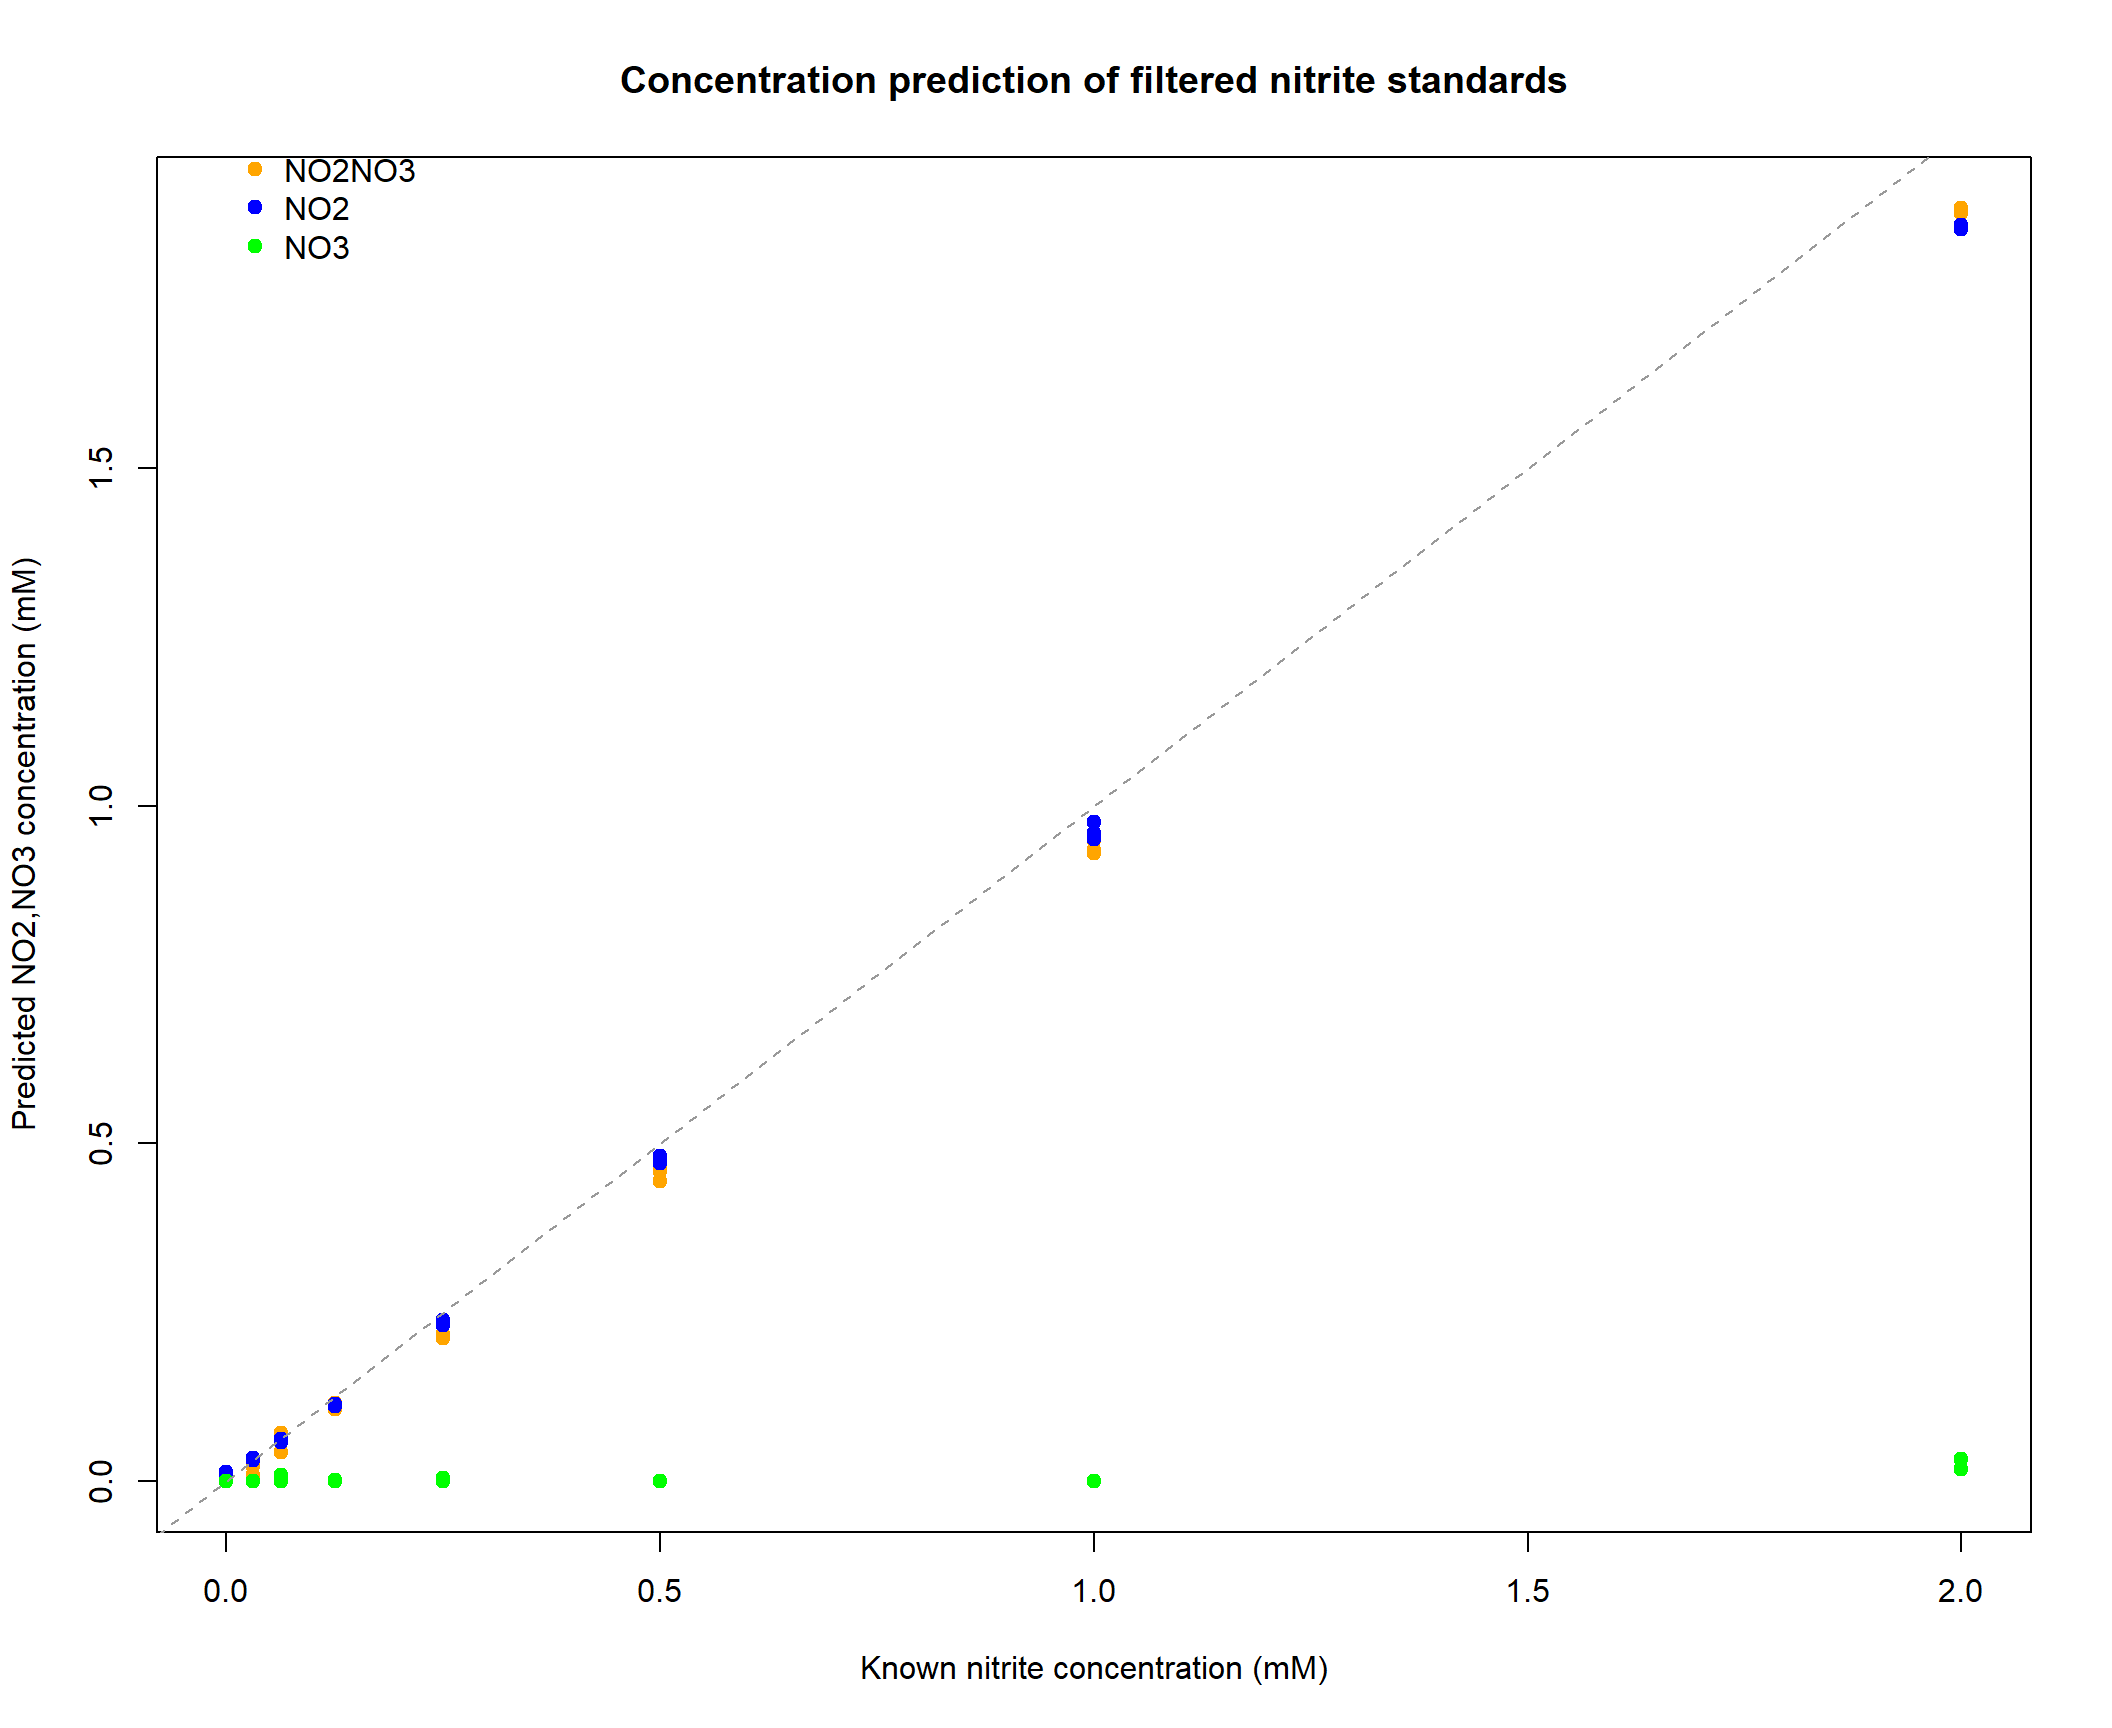 Concentration prediction of filtered nitrite standards
NO2NO3
NO2
NO3
Predicted NO2,NO3 concentration (mM)
1.5
1.0
0.5
0.0
0.0 0.5 1.0 1.5 2.0
Known nitrite concentration (mM)